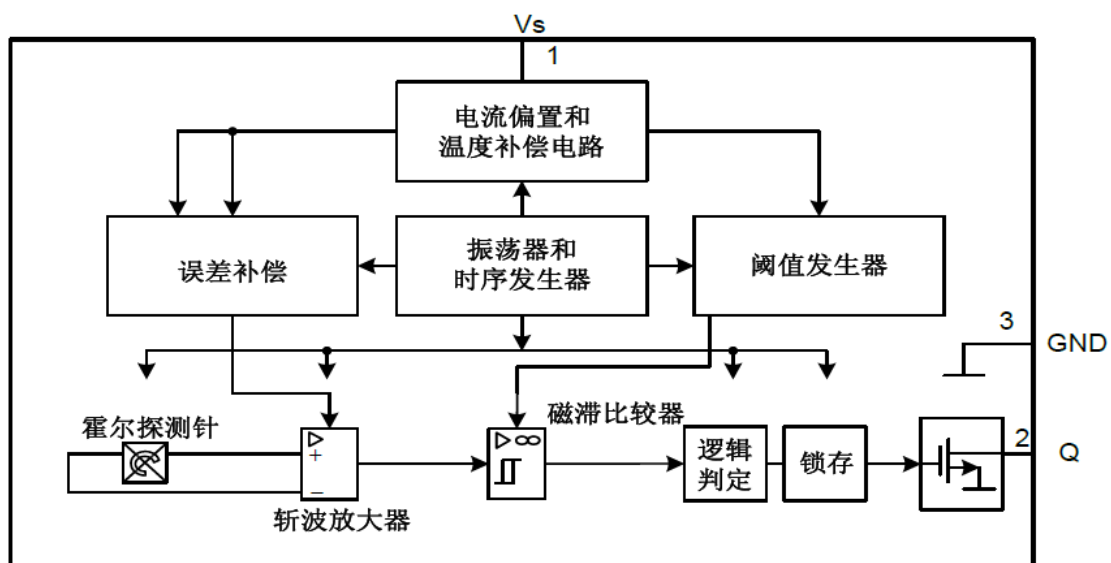 Vs
1
电流偏置和
温度补偿电路
误差补偿
振荡器和
时序发生器
阈值发生器
3
GND
霍尔探测针
磁滞比较器
+
−
∞
逻辑
判定
锁存
2
Q
斩波放大器